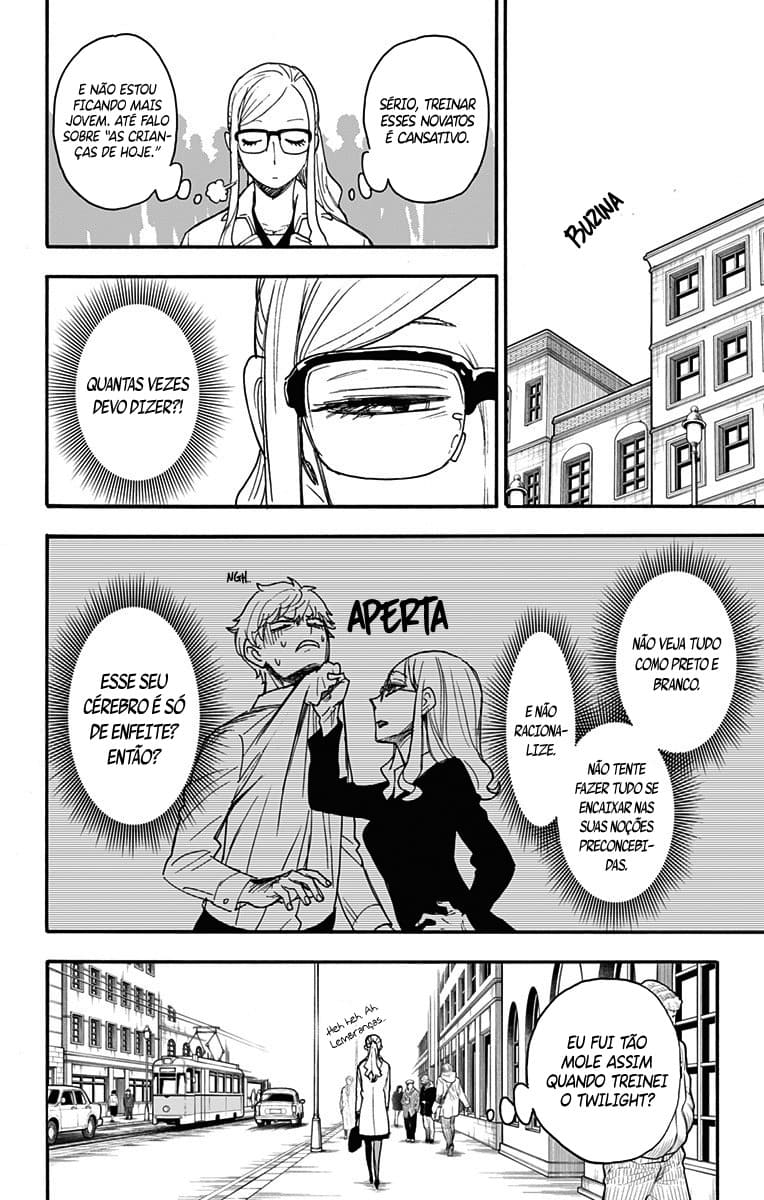 BUZINA
SÉRIO, TREINAR
ESSES NOVATOS
É CANSATIVO.
E NÃO ESTOU
FICANDO MAIS
JOVEM. ATÉ FALO
SOBRE "AS CRIAN-
ÇAS DE HOJE."
QUANTAS VEZES
DEVO DIZER?!
NÃO VEJA TUDO
COMO PRETO E
BRANCO.
NÃO TENTE
FAZER TUDO SE
ENCAIXAR NAS
SUAS NOÇÕES
PRECONCEBI-
DAS.
E NÃO
RACIONA-
LIZE.
APERTA
NGH...
ESSE SEU
CÉREBRO É SÓ
DE ENFEITE?
ENTÃO?
EU FUI TÃO
MOLE ASSIM
QUANDO TREINEI
O TWILIGHT?
Heh heh Ah
Lembranças...